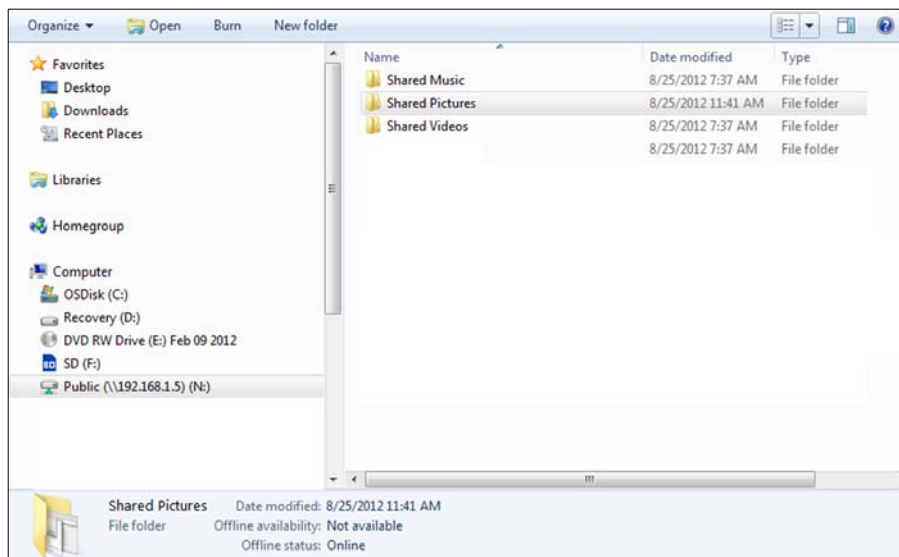 Organize Open Burn New folder
Favorites
Desktop
Downloads
Recent Places
Libraries
Homegroup
Computer
OSDisk (C:)
Recovery (D:)
DVD RW Drive (E:) Feb 09 2012
SD (F:)
Public (\\192.168.1.5) (N:)
Name Date modified Type
Shared Music 8/25/2012 7:37 AM File folder
Shared Pictures 8/25/2012 11:41 AM File folder
Shared Videos 8/25/2012 7:37 AM File folder
8/25/2012 7:37 AM File folder
Shared Pictures Date modified: 8/25/2012 11:41 AM
File folder Offline availability: Not available
Offline status: Online